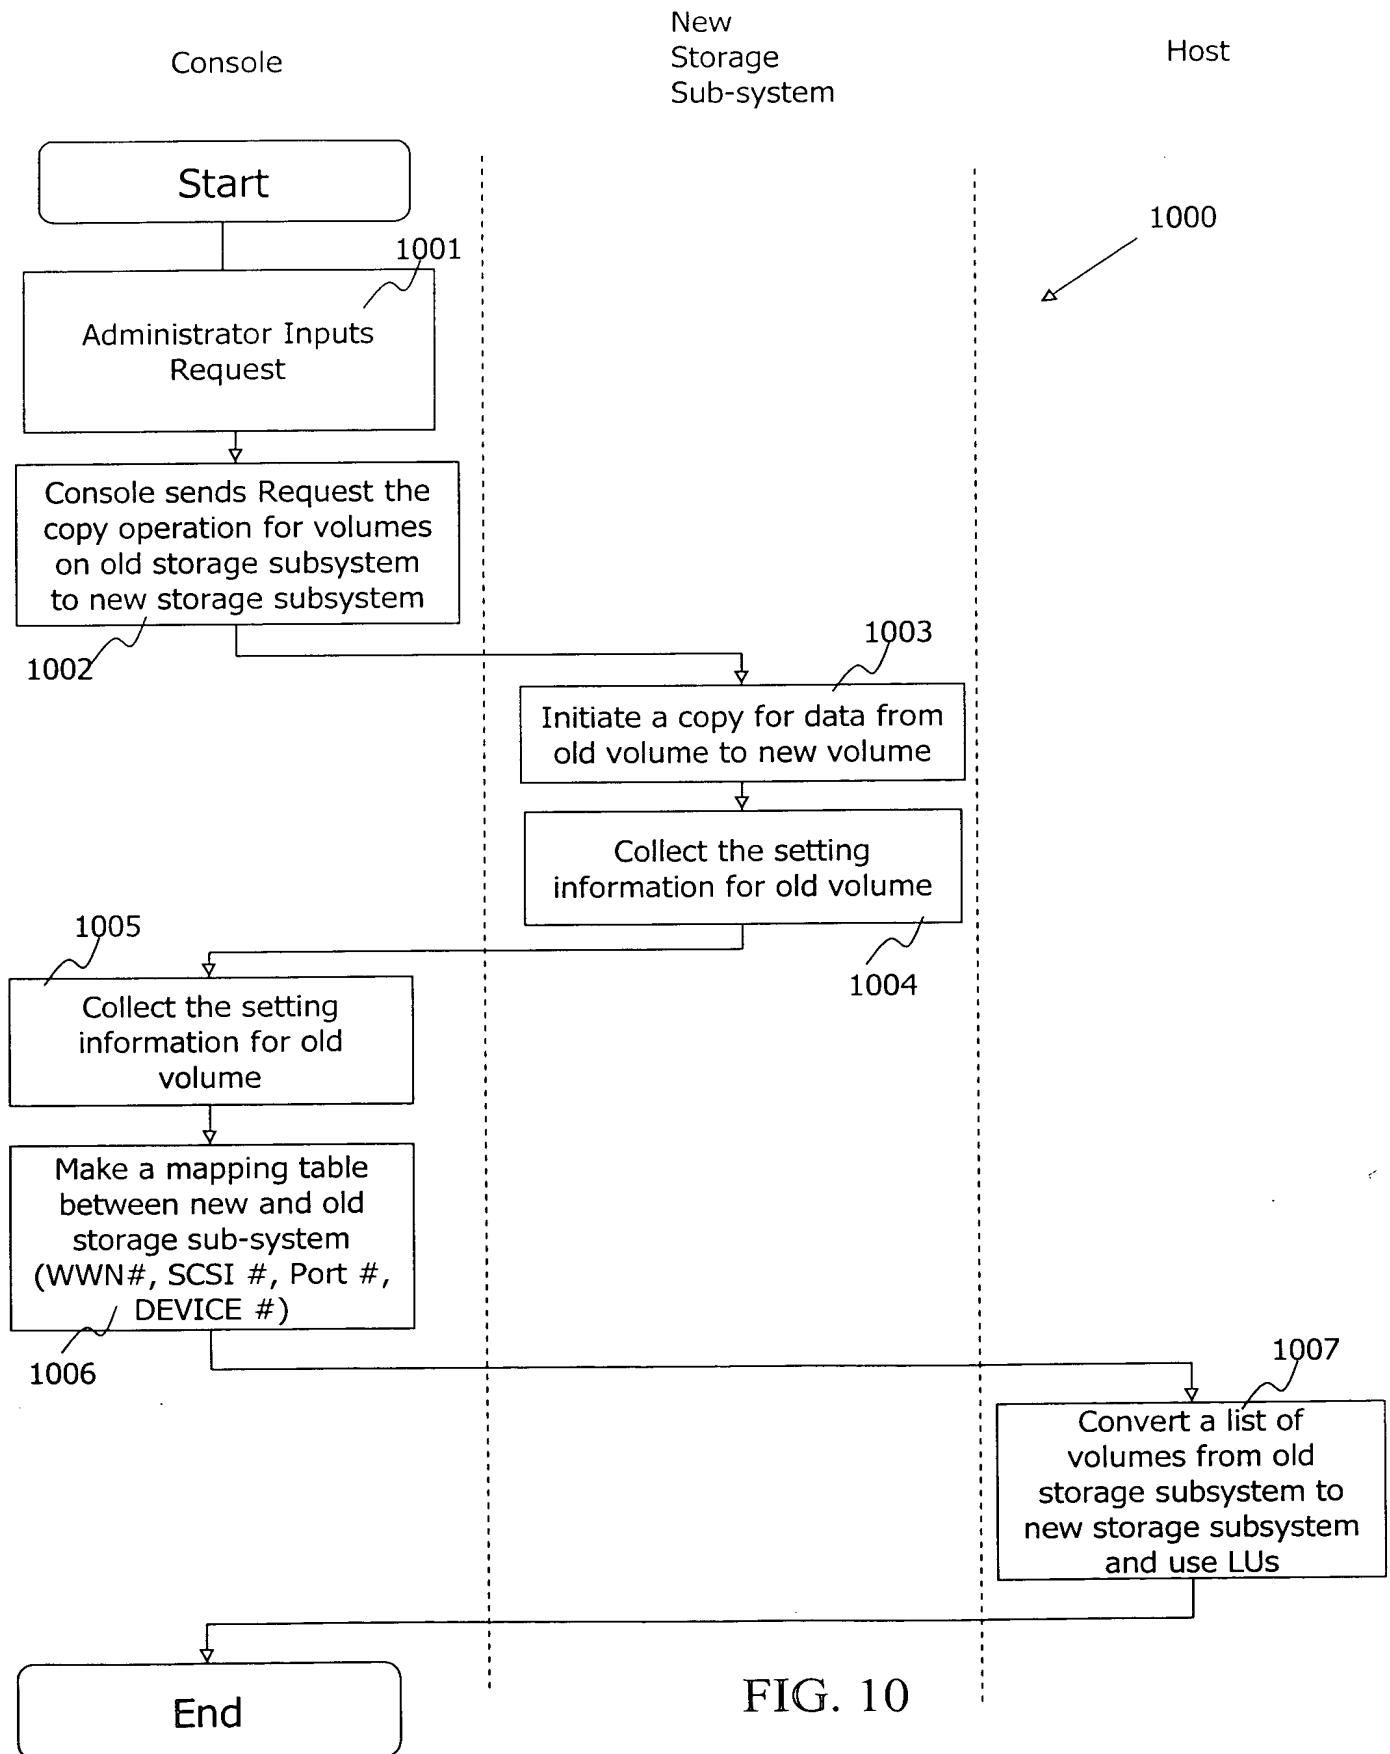 Console
New
Storage
Sub-system
Host
Start
1000
1001
Administrator Inputs
Request
Console sends Request the
copy operation for volumes
on old storage subsystem
to new storage subsystem
1002
1003
Initiate a copy for data from
old volume to new volume
Collect the setting
information for old volume
1004
1005
Collect the setting
information for old
volume
Make a mapping table
between new and old
storage sub-system
(WWN#, SCSI #, Port #,
DEVICE #)
1006
1007
Convert a list of
volumes from old
storage subsystem to
new storage subsystem
and use LUs
End
FIG. 10